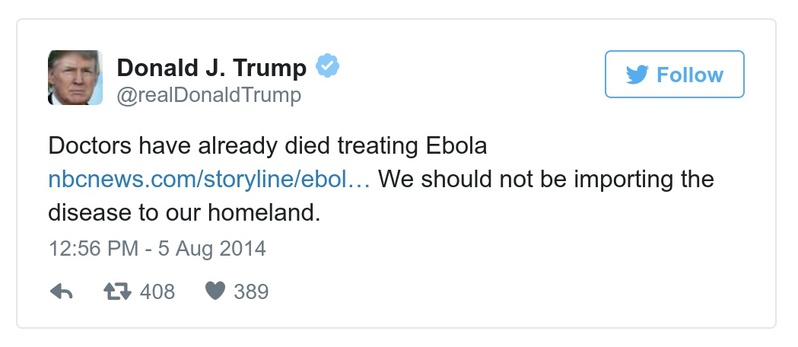 Donald J. Trump
@realDonaldTrump
Follow
Doctors have already died treating Ebola
nbcnews.com/storyline/ebol… We should not be importing the
disease to our homeland.
12:56 PM - 5 Aug 2014
408 389